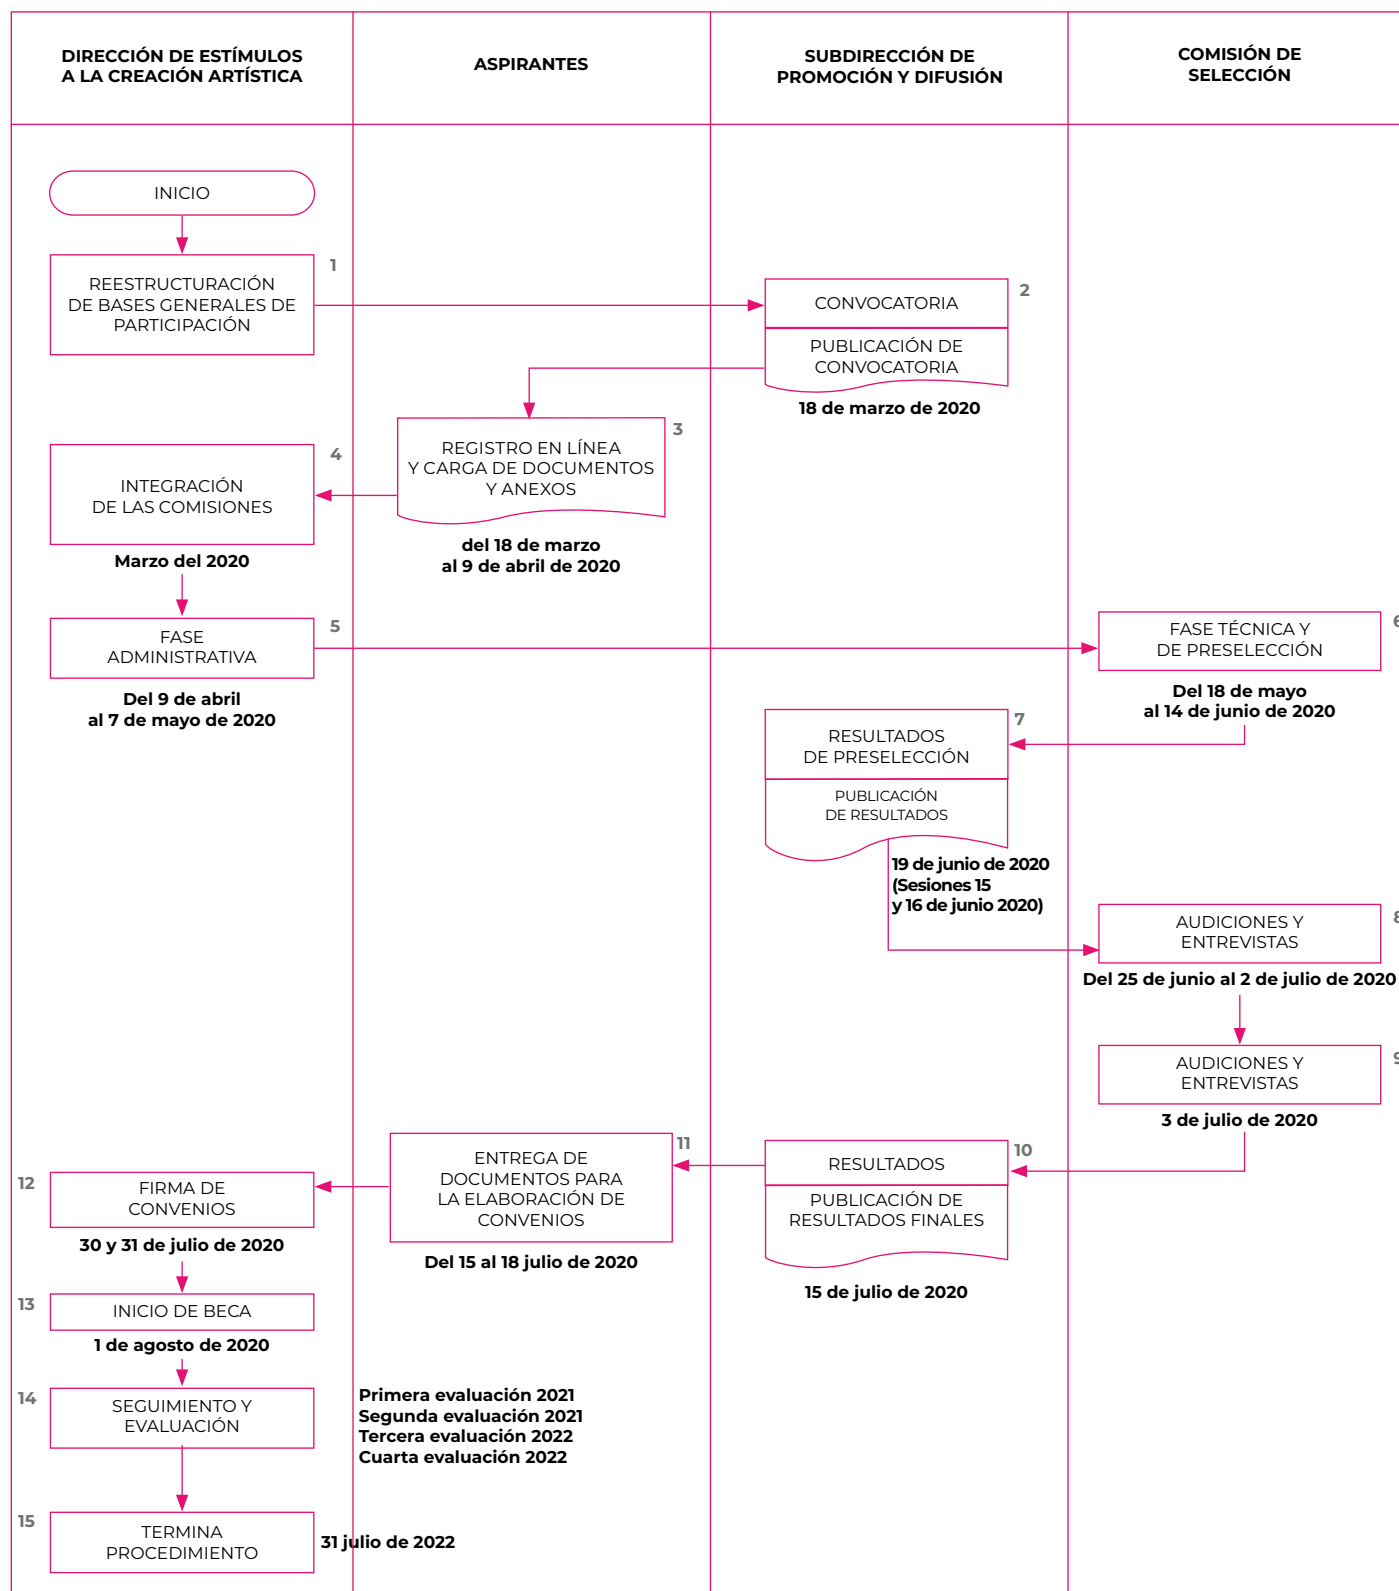 DIRECCIÓN DE ESTÍMULOS
A LA CREACIÓN ARTÍSTICA
ASPIRANTES
SUBDIRECCIÓN DE
PROMOCIÓN Y DIFUSIÓN
COMISIÓN DE
SELECCIÓN
INICIO
1
REESTRUCTURACIÓN
DE BASES GENERALES DE
PARTICIPACIÓN
2
CONVOCATORIA
PUBLICACIÓN DE
CONVOCATORIA
18 de marzo de 2020
3
REGISTRO EN LÍNEA
Y CARGA DE DOCUMENTOS
Y ANEXOS
del 18 de marzo
al 9 de abril de 2020
4
INTEGRACIÓN
DE LAS COMISIONES
Marzo del 2020
5
FASE
ADMINISTRATIVA
Del 9 de abril
al 7 de mayo de 2020
6
FASE TÉCNICA Y
DE PRESELECCIÓN
Del 18 de mayo
al 14 de junio de 2020
7
RESULTADOS
DE PRESELECCIÓN
PUBLICACIÓN
DE RESULTADOS
19 de junio de 2020
(Sesiones 15
y 16 de junio 2020)
8
AUDICIONES Y
ENTREVISTAS
Del 25 de junio al 2 de julio de 2020
9
AUDICIONES Y
ENTREVISTAS
3 de julio de 2020
10
RESULTADOS
PUBLICACIÓN DE
RESULTADOS FINALES
15 de julio de 2020
11
ENTREGA DE
DOCUMENTOS PARA
LA ELABORACIÓN DE
CONVENIOS
Del 15 al 18 julio de 2020
12
FIRMA DE
CONVENIOS
30 y 31 de julio de 2020
13
INICIO DE BECA
1 de agosto de 2020
14
SEGUIMIENTO Y
EVALUACIÓN
Primera evaluación 2021
Segunda evaluación 2021
Tercera evaluación 2022
Cuarta evaluación 2022
15
TERMINA
PROCEDIMIENTO
31 julio de 2022